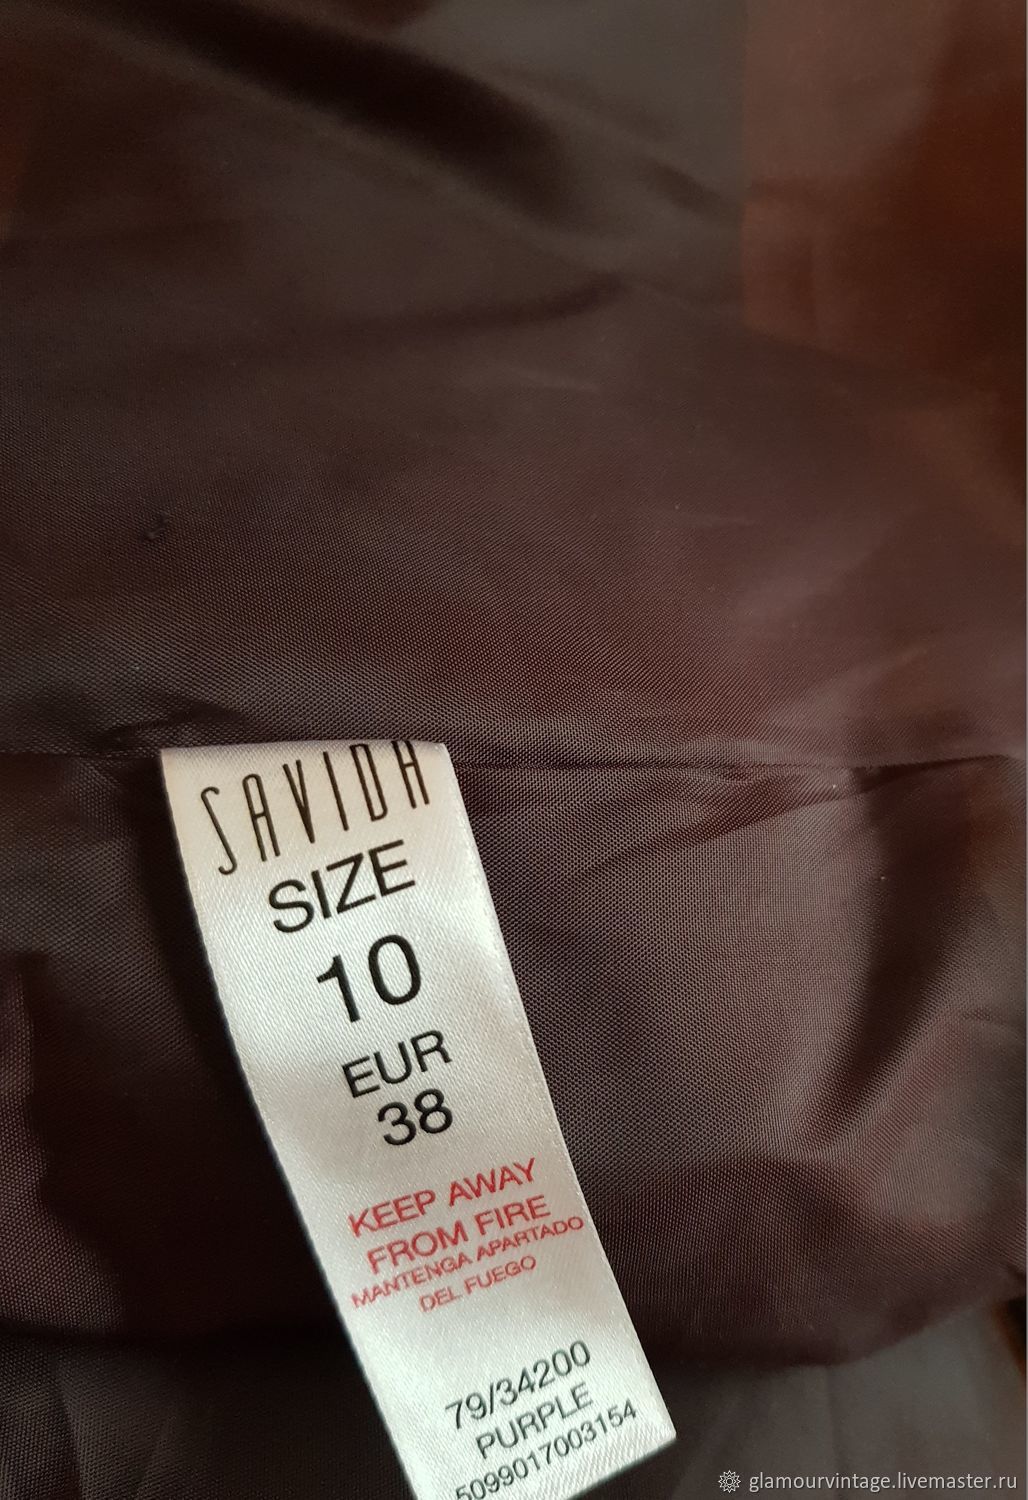 SAVIDA
SIZE
10
EUR
38
KEEP AWAY
FROM FIRE
MANTENGA APARTADO
DEL FUEGO
79/34200
PURPLE
5099017003154
glamourvintage.livemaster.ru